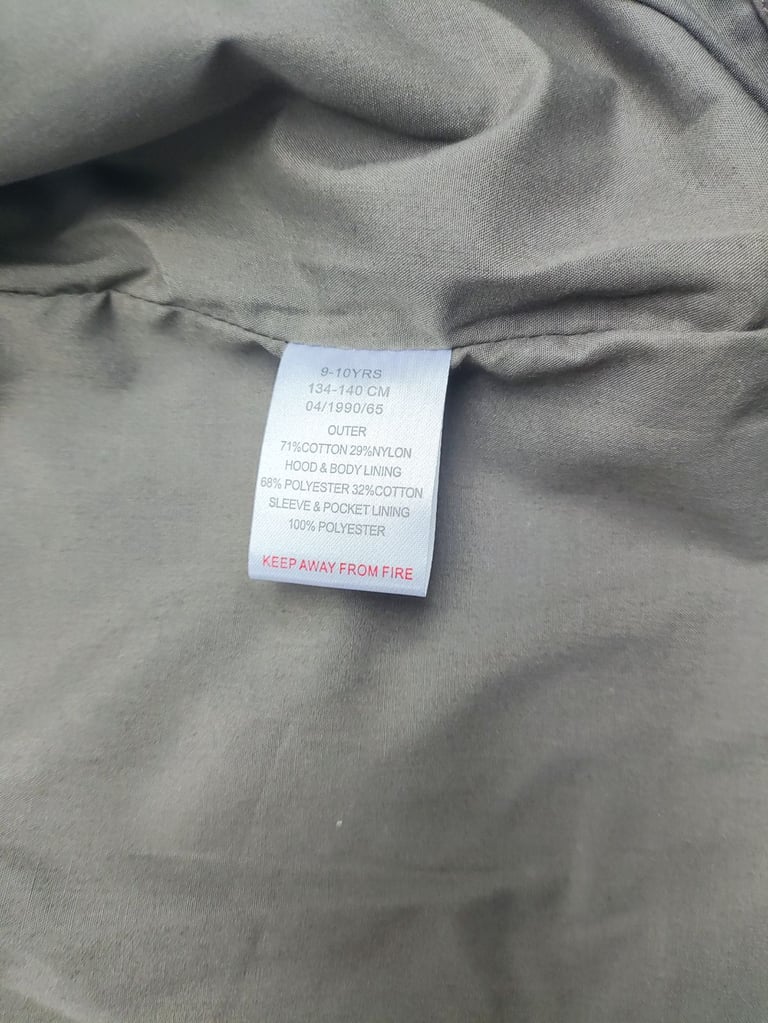 9-10YRS
134-140 CM
04/1990/65
OUTER
71%COTTON 29%NYLON
HOOD & BODY LINING
68% POLYESTER 32%COTTON
SLEEVE & POCKET LINING
100% POLYESTER
KEEP AWAY FROM FIRE